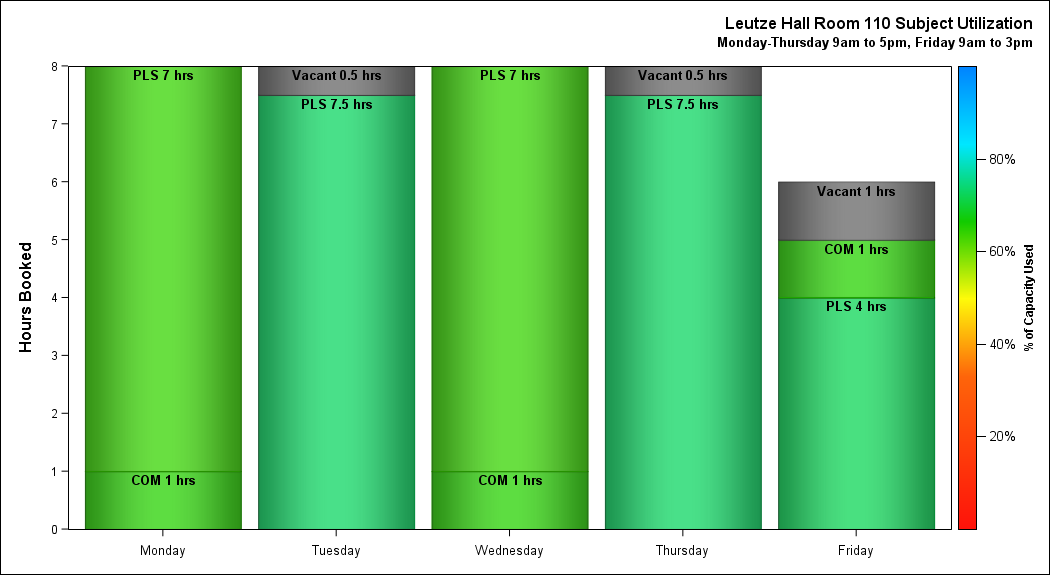 Leutze Hall Room 110 Subject Utilization
Monday-Thursday 9am to 5pm, Friday 9am to 3pm
Hours Booked
8
7
6
5
4
3
2
1
0
PLS 7 hrs
COM 1 hrs
Vacant 0.5 hrs
PLS 7.5 hrs
PLS 7 hrs
COM 1 hrs
Vacant 0.5 hrs
PLS 7.5 hrs
Vacant 1 hrs
COM 1 hrs
PLS 4 hrs
Monday
Tuesday
Wednesday
Thursday
Friday
80%
60%
40%
20%
% of Capacity Used